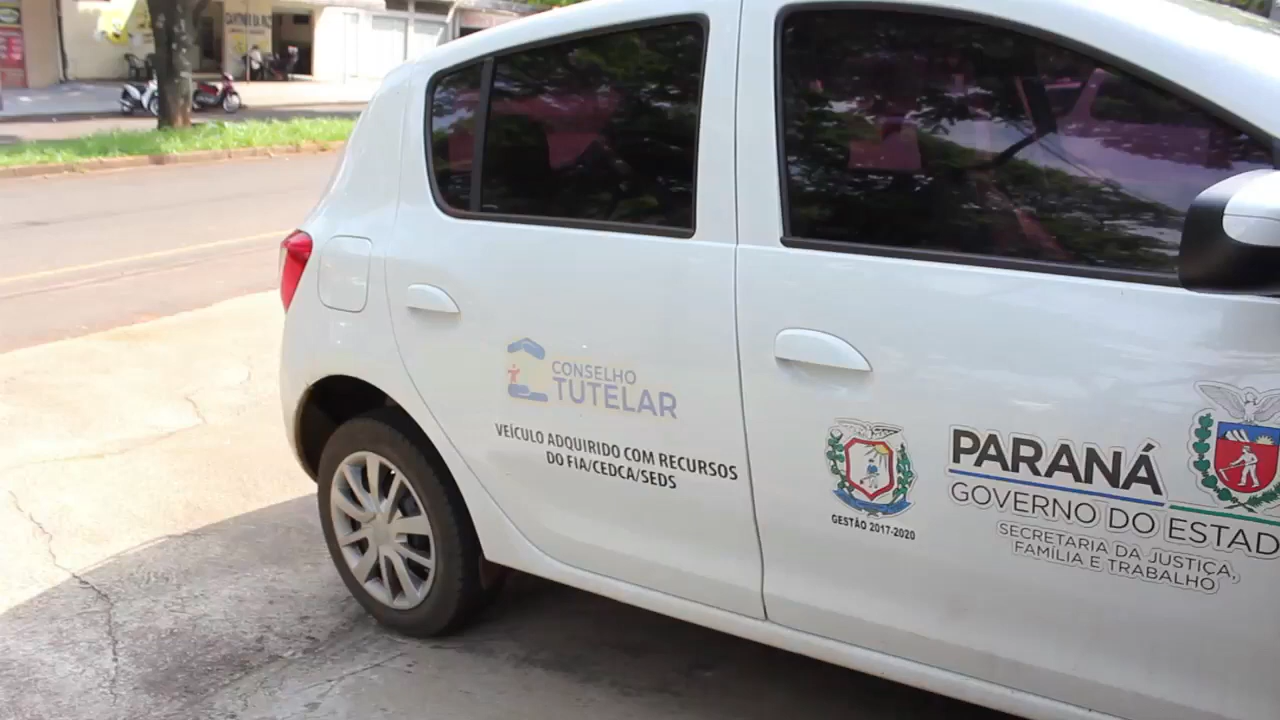 CONSELHO
TUTELAR
VEÍCULO ADQUIRIDO COM RECURSOS
DO FIA/CEDCA/SEDS
GESTÃO 2017-2020
PARANÁ
GOVERNO DO ESTAD
SECRETARIA DA JUSTIÇA,
FAMÍLIA E TRABALHO